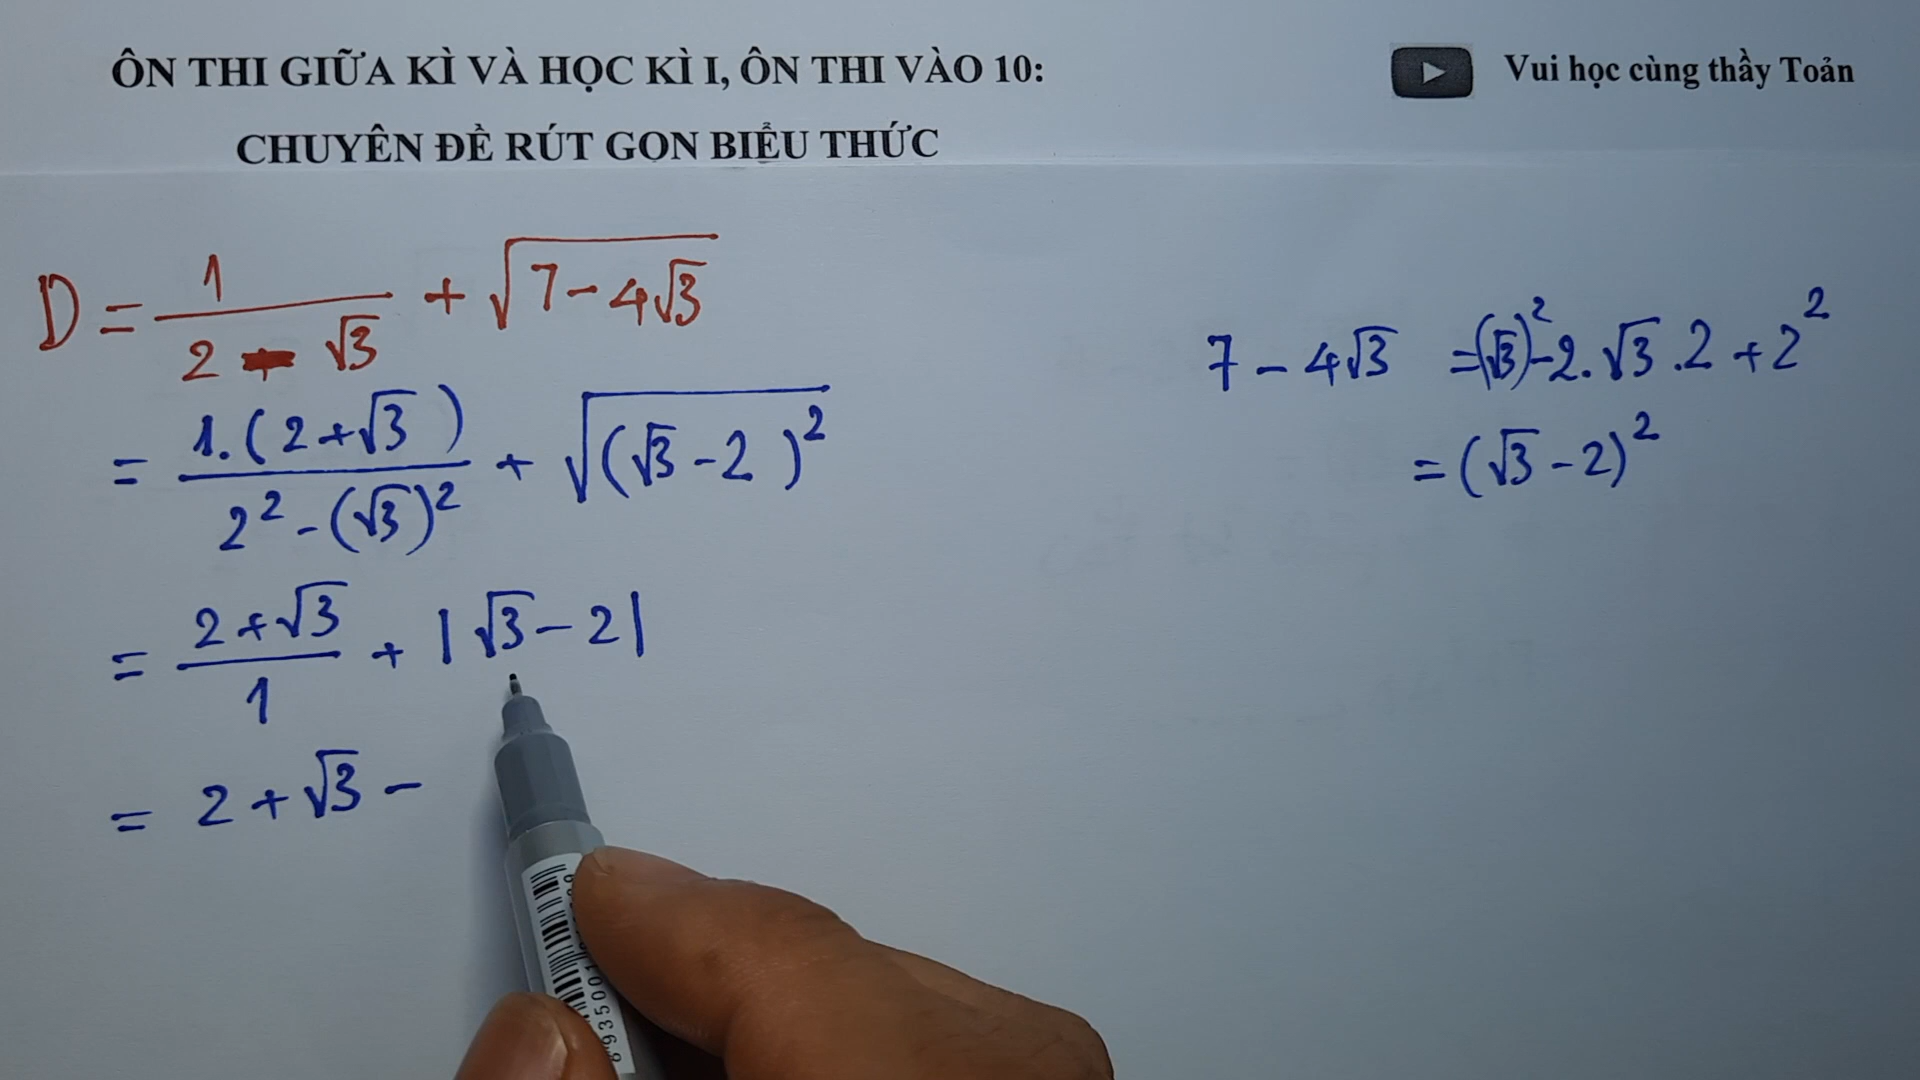 ÔN THI GIỮA KÌ VÀ HỌC KÌ I, ÔN THI VÀO 10:
CHUYÊN ĐỀ RÚT GỌN BIỂU THỨC
Vui học cùng thầy Toản
D = 1/(2 - √3) + √(7 - 4√3)
= 1.(2+√3)/(2² - (√3)²) + √((√3 - 2)²)
= (2+√3)/1 + |√3 - 2|
= 2 + √3 -
7 - 4√3 = (√3)² - 2.√3.2 + 2²
= (√3 - 2)²